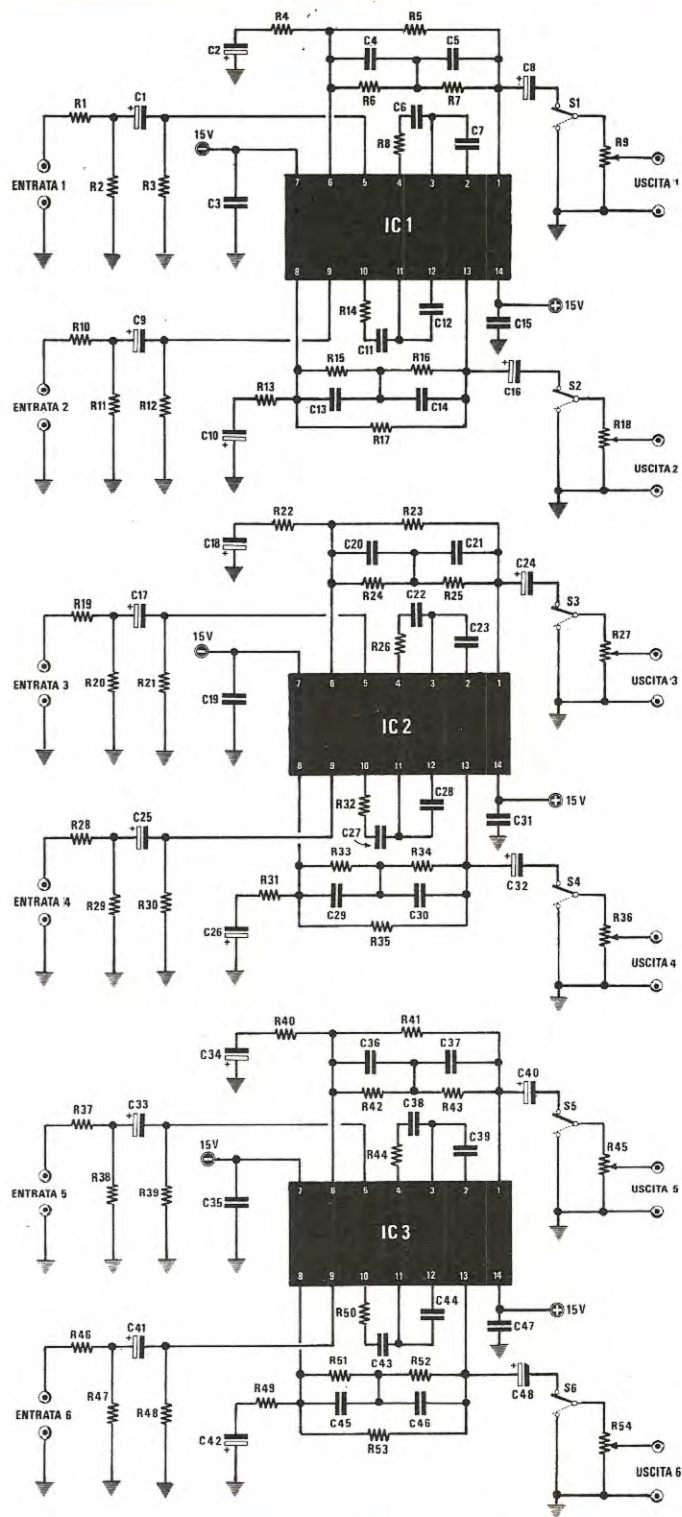 R4 R5
C2 C4 C5
C8
R1 C1 R6 R7 S1
C6
15V R8 C7 R9
ENTRATA 1 R2 R3 USCITA 1
C3
7 6 5 4 3 2 1
IC 1
8 9 10 11 12 13 14
R14 C12 15V
C11 C15
R10 C9
R15 R16 S2
R13 C16
ENTRATA 2 R11 R12 C13 C14 R18
C10 R17 USCITA 2
R22 R23
C18 C20 C21
C24
R19 C17 R24 R25 S3
C22
15V R26 C23 R27
ENTRATA 3 R20 R21 USCITA 3
C19
7 6 5 4 3 2 1
IC 2
8 9 10 11 12 13 14
R32 C28 15V
C27 C31
R28 C25
R33 R34 S4
R31 C32
ENTRATA 4 R29 R30 C29 C30 R36
C26 R35 USCITA 4
R40 R41
C34 C36 C37
C40
R37 C33 R42 R43 S5
C38
15V R44 C39 R45
ENTRATA 5 R38 R39 USCITA 5
C35
7 6 5 4 3 2 1
IC 3
8 9 10 11 12 13 14
R50 C44 15V
C43 C47
R46 C41
R51 R52 S6
R49 C48
ENTRATA 6 R47 R48 C45 C46 R54
C42 R53 USCITA 6